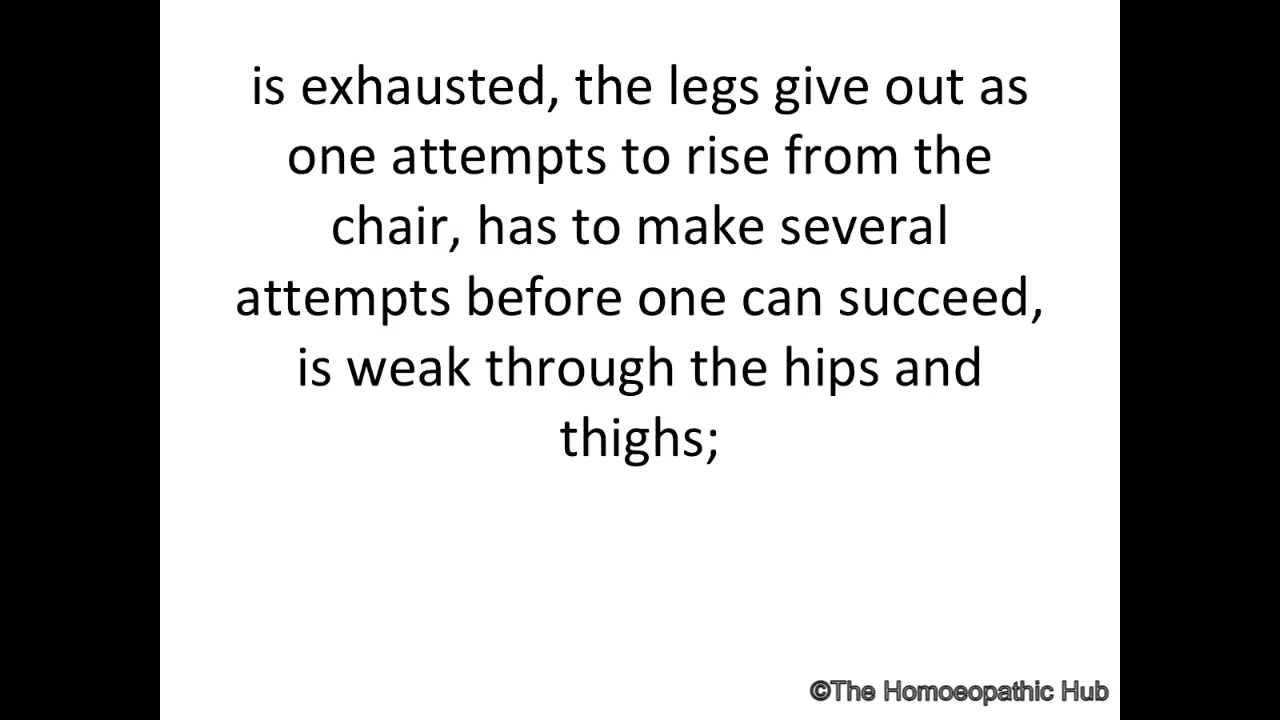 is exhausted, the legs give out as
one attempts to rise from the
chair, has to make several
attempts before one can succeed,
is weak through the hips and
thighs;
©The Homoeopathic Hub